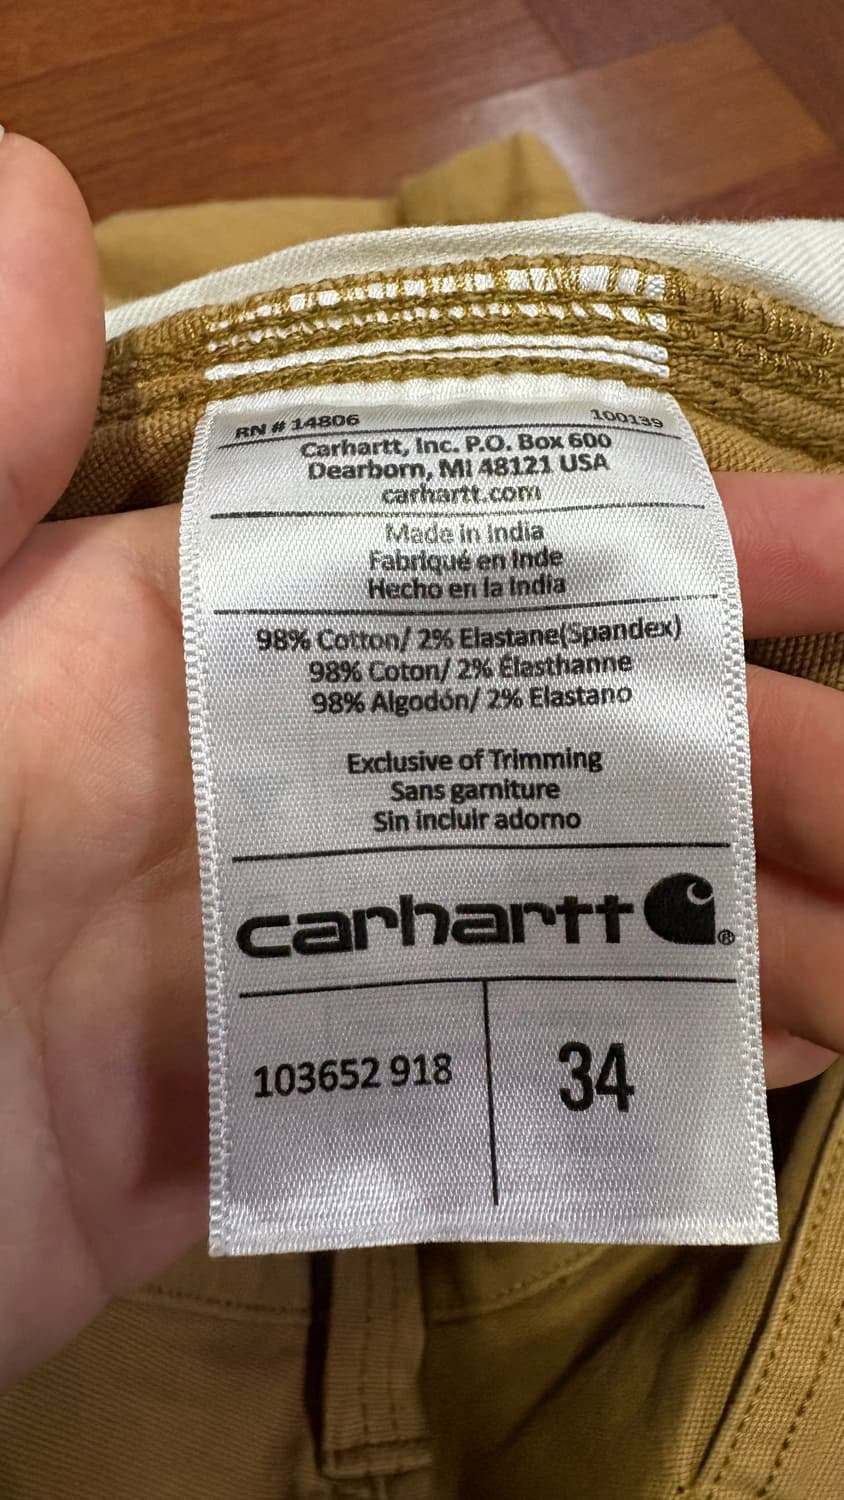 RN # 14806 100139
Carhartt, Inc. P.O. Box 600
Dearborn, MI 48121 USA
carhartt.com
Made in India
Fabriqué en Inde
Hecho en la India
98% Cotton/ 2% Elastane(Spandex)
98% Coton/ 2% Élasthanne
98% Algodón/ 2% Elastano
Exclusive of Trimming
Sans garniture
Sin incluir adorno
carhartt ®
103652 918 34